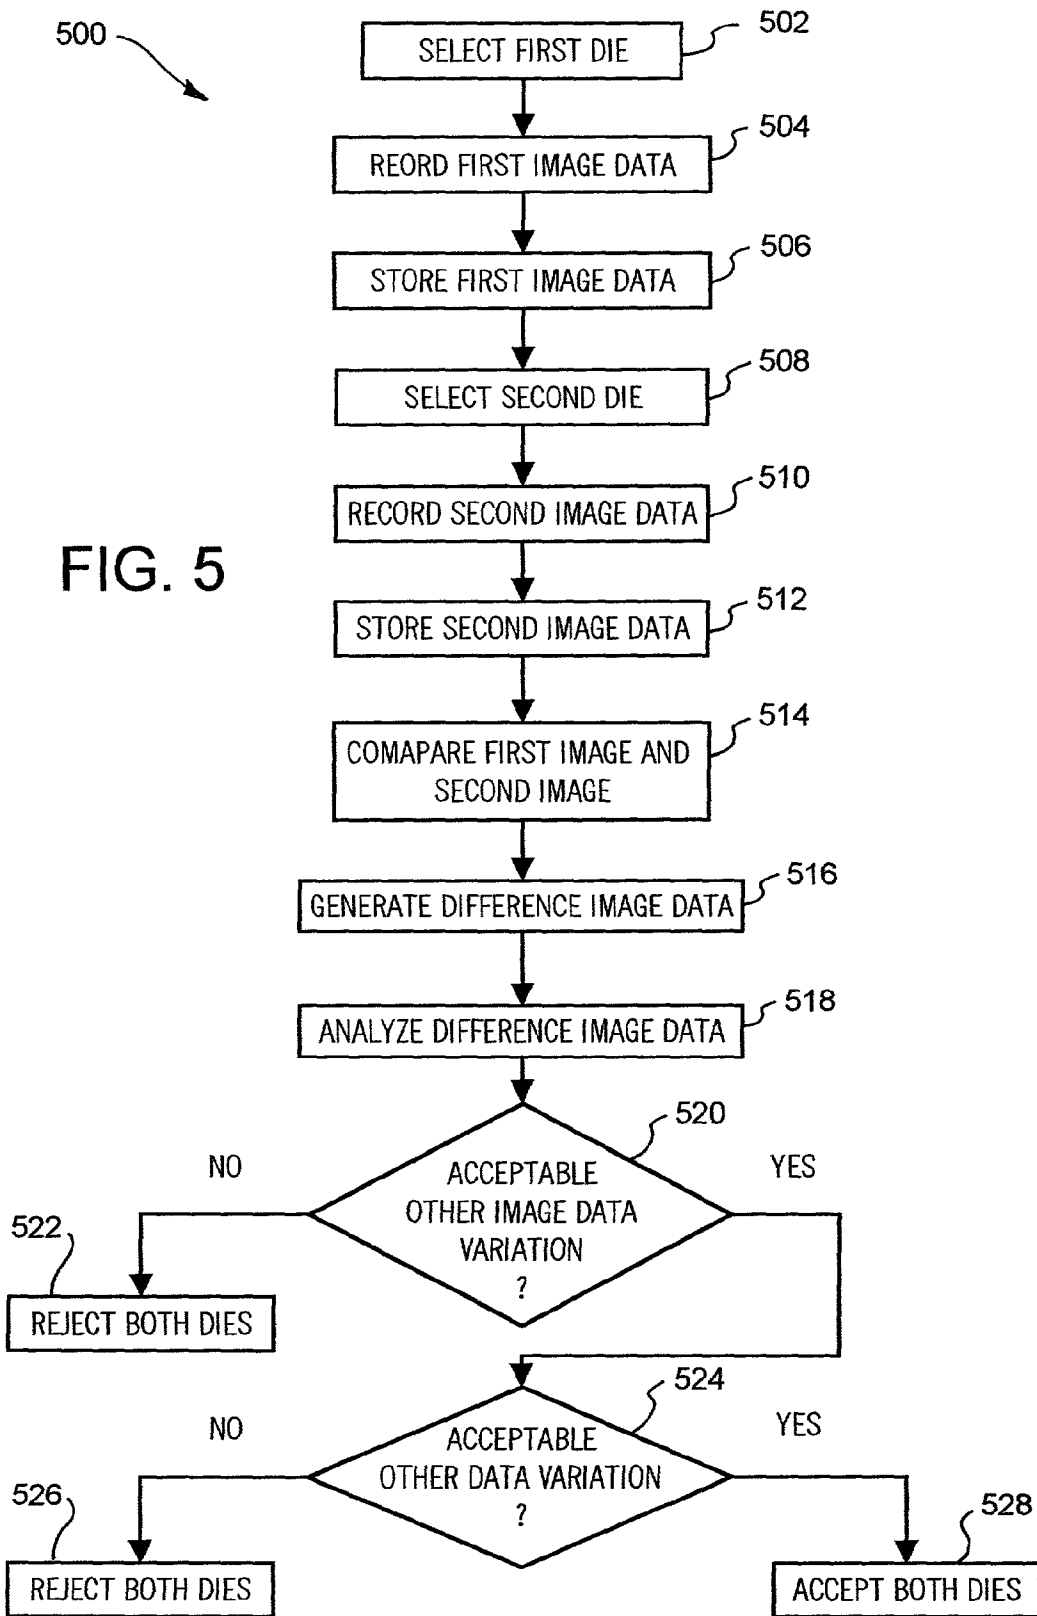 500
SELECT FIRST DIE
502
REORD FIRST IMAGE DATA
504
STORE FIRST IMAGE DATA
506
SELECT SECOND DIE
508
RECORD SECOND IMAGE DATA
510
FIG. 5
STORE SECOND IMAGE DATA
512
COMAPARE FIRST IMAGE AND
SECOND IMAGE
514
GENERATE DIFFERENCE IMAGE DATA
516
ANALYZE DIFFERENCE IMAGE DATA
518
520
NO
YES
ACCEPTABLE
OTHER IMAGE DATA
VARIATION
?
522
REJECT BOTH DIES
524
NO
YES
ACCEPTABLE
OTHER DATA VARIATION
?
526
REJECT BOTH DIES
528
ACCEPT BOTH DIES